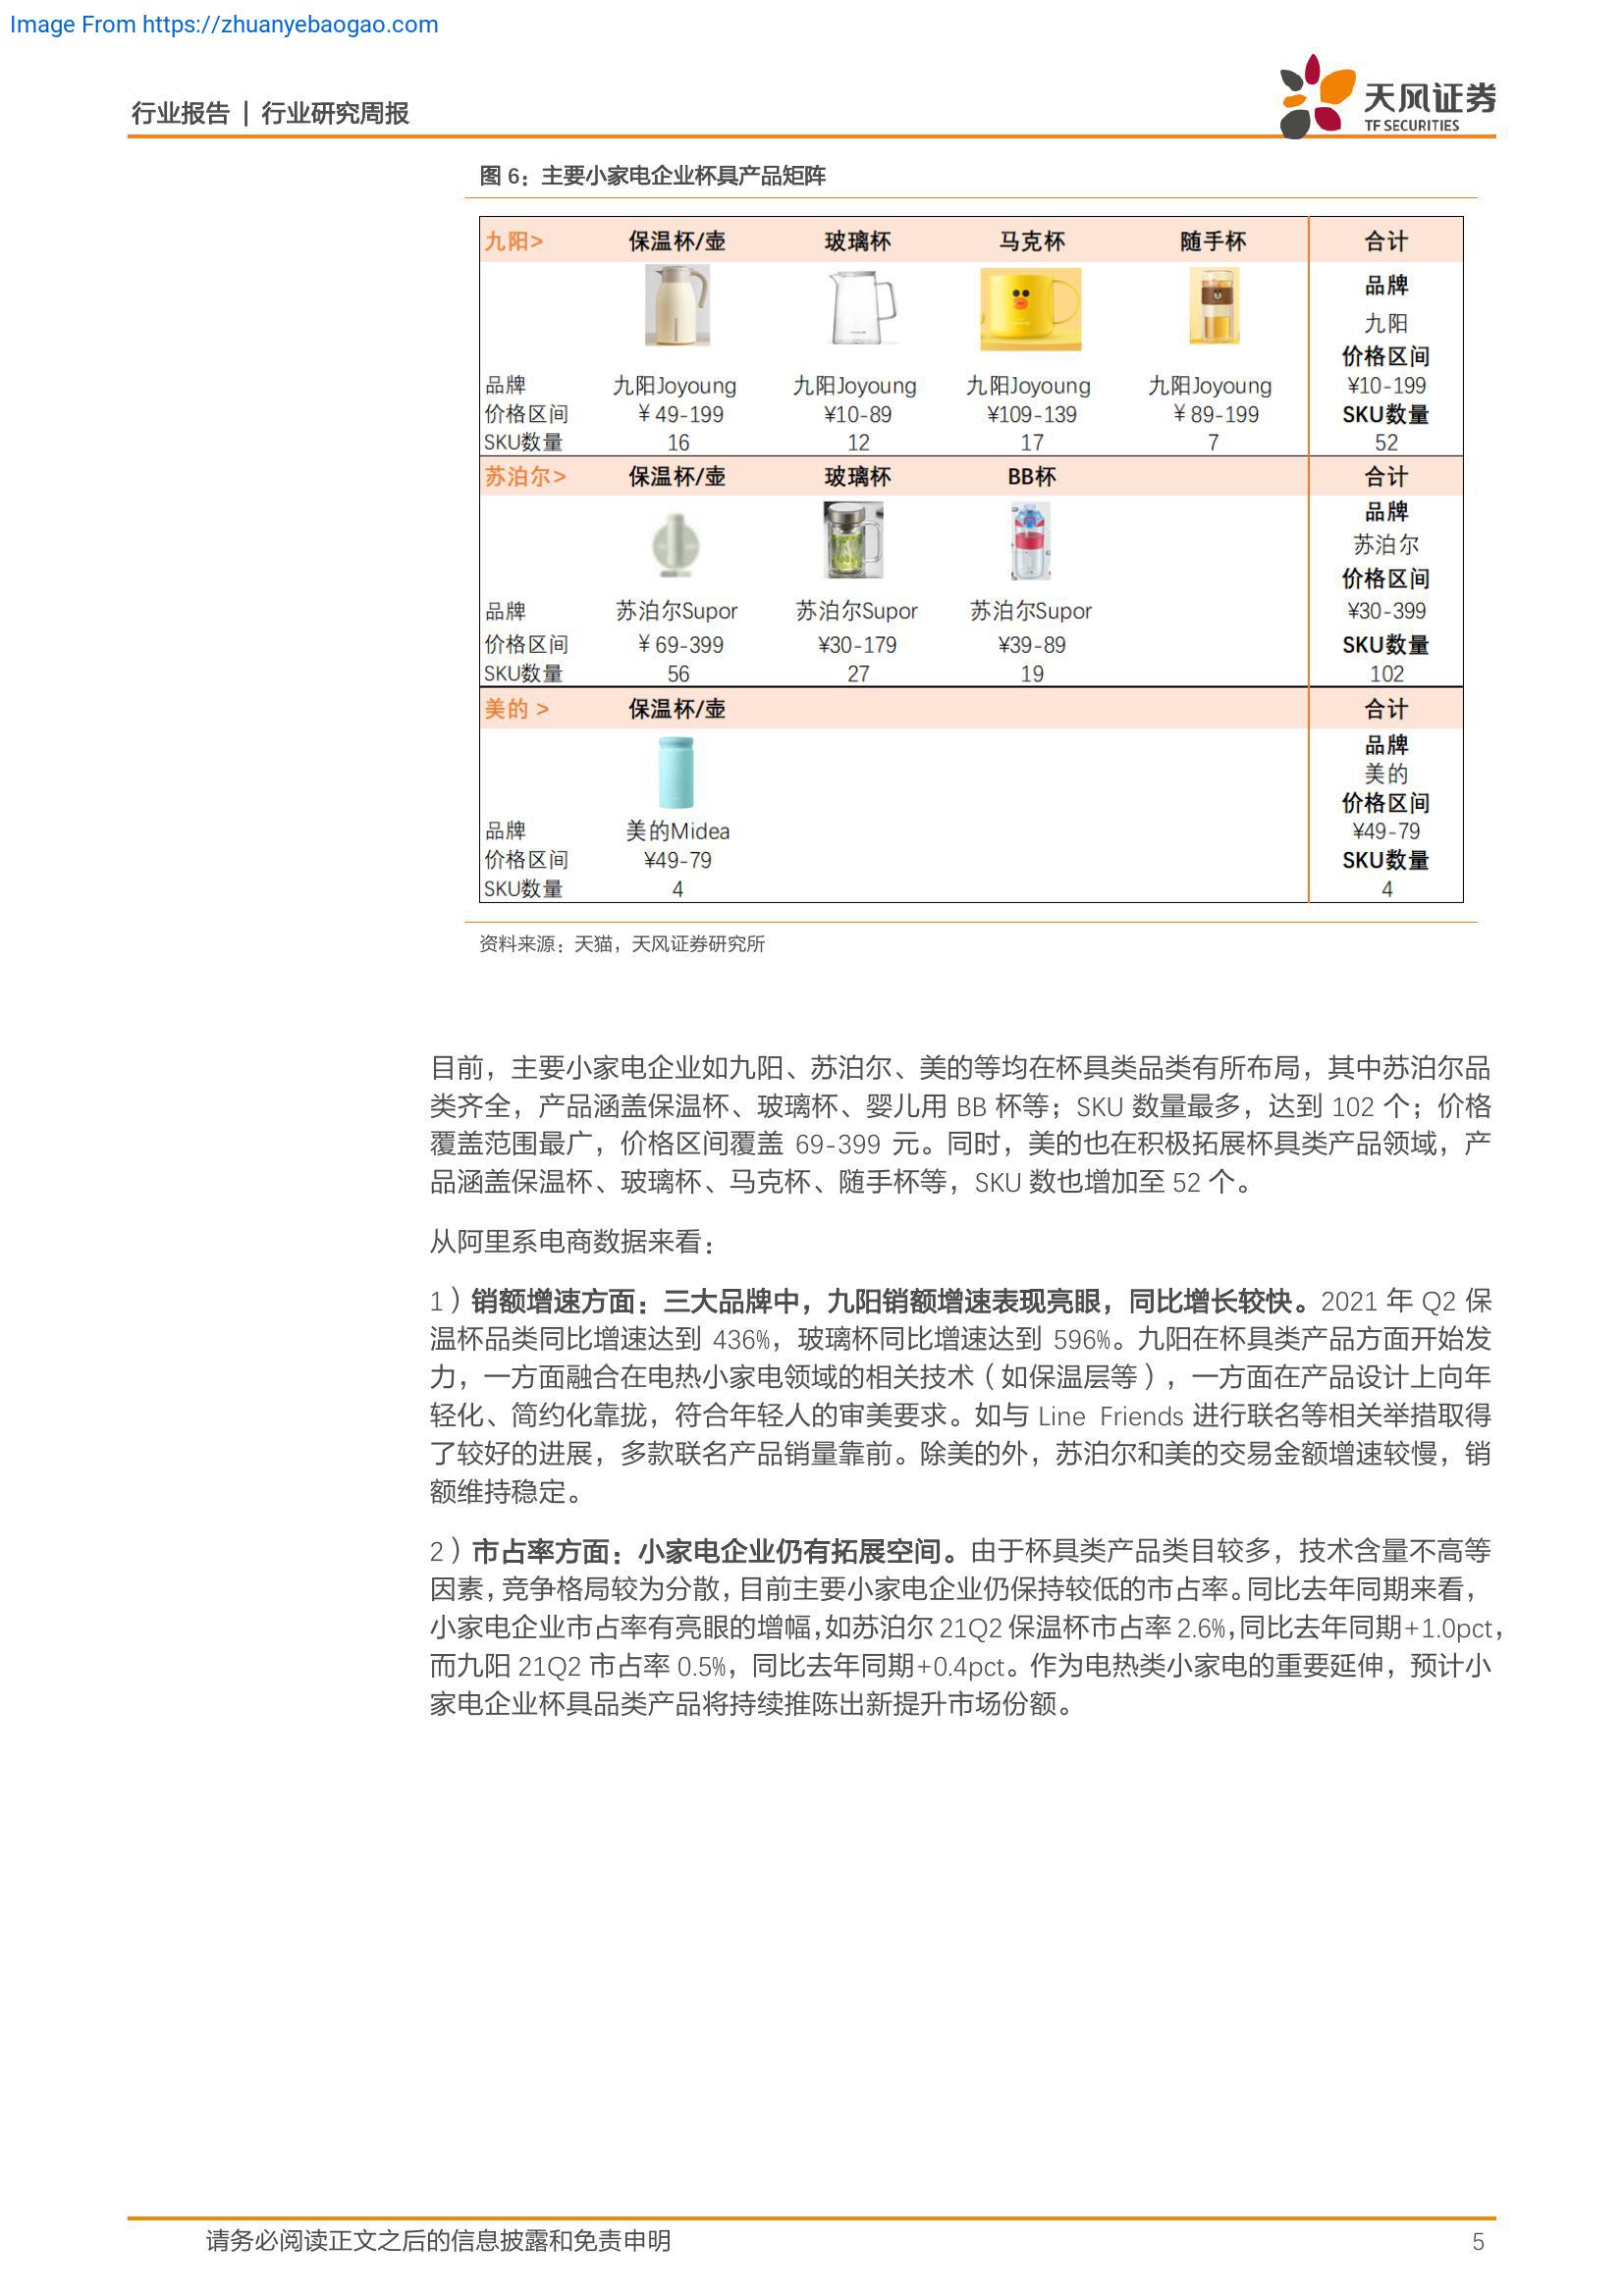 Image From https://zhuanyebaogao.com
行业报告 | 行业研究周报
天风证券
TF SECURITIES
图 6：主要小家电企业杯具产品矩阵
九阳> 保温杯/壶 玻璃杯 马克杯 随手杯 合计
品牌
九阳
价格区间
品牌 九阳Joyoung 九阳Joyoung 九阳Joyoung 九阳Joyoung ¥10-199
价格区间 ￥49-199 ¥10-89 ¥109-139 ￥89-199 SKU数量
SKU数量 16 12 17 7 52
苏泊尔> 保温杯/壶 玻璃杯 BB杯 合计
品牌
苏泊尔
价格区间
品牌 苏泊尔Supor 苏泊尔Supor 苏泊尔Supor ¥30-399
价格区间 ￥69-399 ¥30-179 ¥39-89 SKU数量
SKU数量 56 27 19 102
美的 > 保温杯/壶 合计
品牌
美的
价格区间
品牌 美的Midea ¥49-79
价格区间 ¥49-79 SKU数量
SKU数量 4 4
资料来源：天猫，天风证券研究所
目前，主要小家电企业如九阳、苏泊尔、美的等均在杯具类品类有所布局，其中苏泊尔品
类齐全，产品涵盖保温杯、玻璃杯、婴儿用 BB 杯等；SKU 数量最多，达到 102 个；价格
覆盖范围最广，价格区间覆盖 69-399 元。同时，美的也在积极拓展杯具类产品领域，产
品涵盖保温杯、玻璃杯、马克杯、随手杯等，SKU 数也增加至 52 个。
从阿里系电商数据来看：
1）销额增速方面：三大品牌中，九阳销额增速表现亮眼，同比增长较快。2021 年 Q2 保
温杯品类同比增速达到 436%，玻璃杯同比增速达到 596%。九阳在杯具类产品方面开始发
力，一方面融合在电热小家电领域的相关技术（如保温层等），一方面在产品设计上向年
轻化、简约化靠拢，符合年轻人的审美要求。如与 Line Friends 进行联名等相关举措取得
了较好的进展，多款联名产品销量靠前。除美的外，苏泊尔和美的交易金额增速较慢，销
额维持稳定。
2）市占率方面：小家电企业仍有拓展空间。由于杯具类产品类目较多，技术含量不高等
因素，竞争格局较为分散，目前主要小家电企业仍保持较低的市占率。同比去年同期来看，
小家电企业市占率有亮眼的增幅，如苏泊尔 21Q2 保温杯市占率 2.6%，同比去年同期+1.0pct，
而九阳 21Q2 市占率 0.5%，同比去年同期+0.4pct。作为电热类小家电的重要延伸，预计小
家电企业杯具品类产品将持续推陈出新提升市场份额。
请务必阅读正文之后的信息披露和免责申明 5